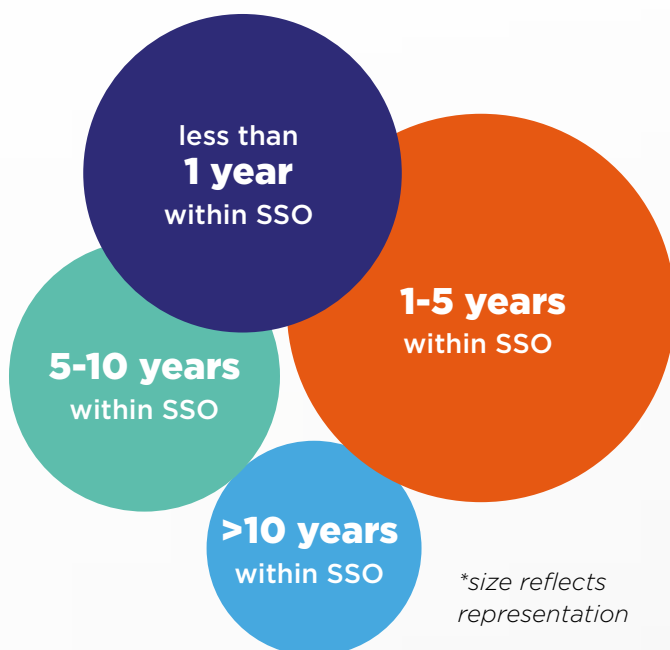 less than
1 year
within SSO
1-5 years
within SSO
5-10 years
within SSO
>10 years
within SSO
*size reflects
representation